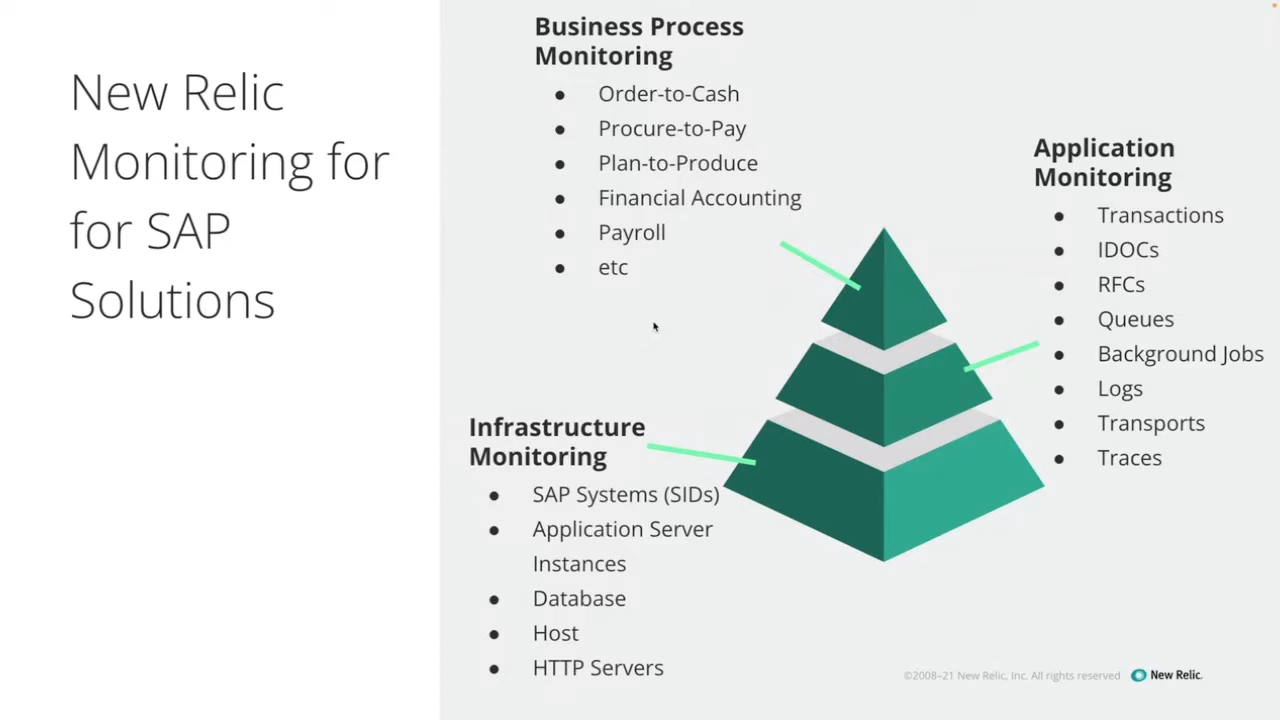 New Relic
Monitoring for
for SAP
Solutions
Business Process
Monitoring
● Order-to-Cash
● Procure-to-Pay
● Plan-to-Produce
● Financial Accounting
● Payroll
● etc
Application
Monitoring
● Transactions
● IDOCs
● RFCs
● Queues
● Background Jobs
● Logs
● Transports
● Traces
Infrastructure
Monitoring
● SAP Systems (SIDs)
● Application Server
Instances
● Database
● Host
● HTTP Servers
©2008–21 New Relic, Inc. All rights reserved
New Relic.